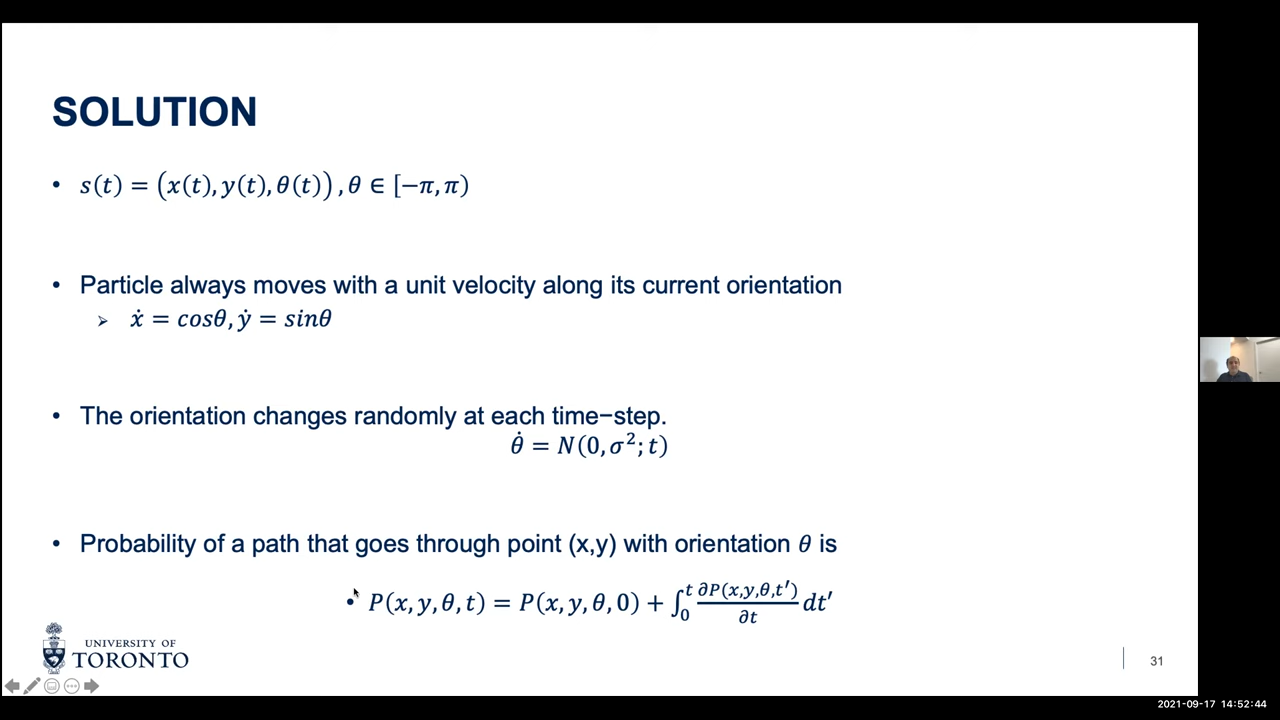 SOLUTION
• s(t) = (x(t), y(t), θ(t)), θ ∈ [−π, π)
• Particle always moves with a unit velocity along its current orientation
➢ ẋ = cosθ, ẏ = sinθ
• The orientation changes randomly at each time−step.
θ̇ = N(0, σ²; t)
• Probability of a path that goes through point (x,y) with orientation θ is
• P(x, y, θ, t) = P(x, y, θ, 0) + ∫₀ᵗ ∂P(x,y,θ,t′)/∂t dt′
UNIVERSITY OF
TORONTO
31
2021-09-17 14:52:44